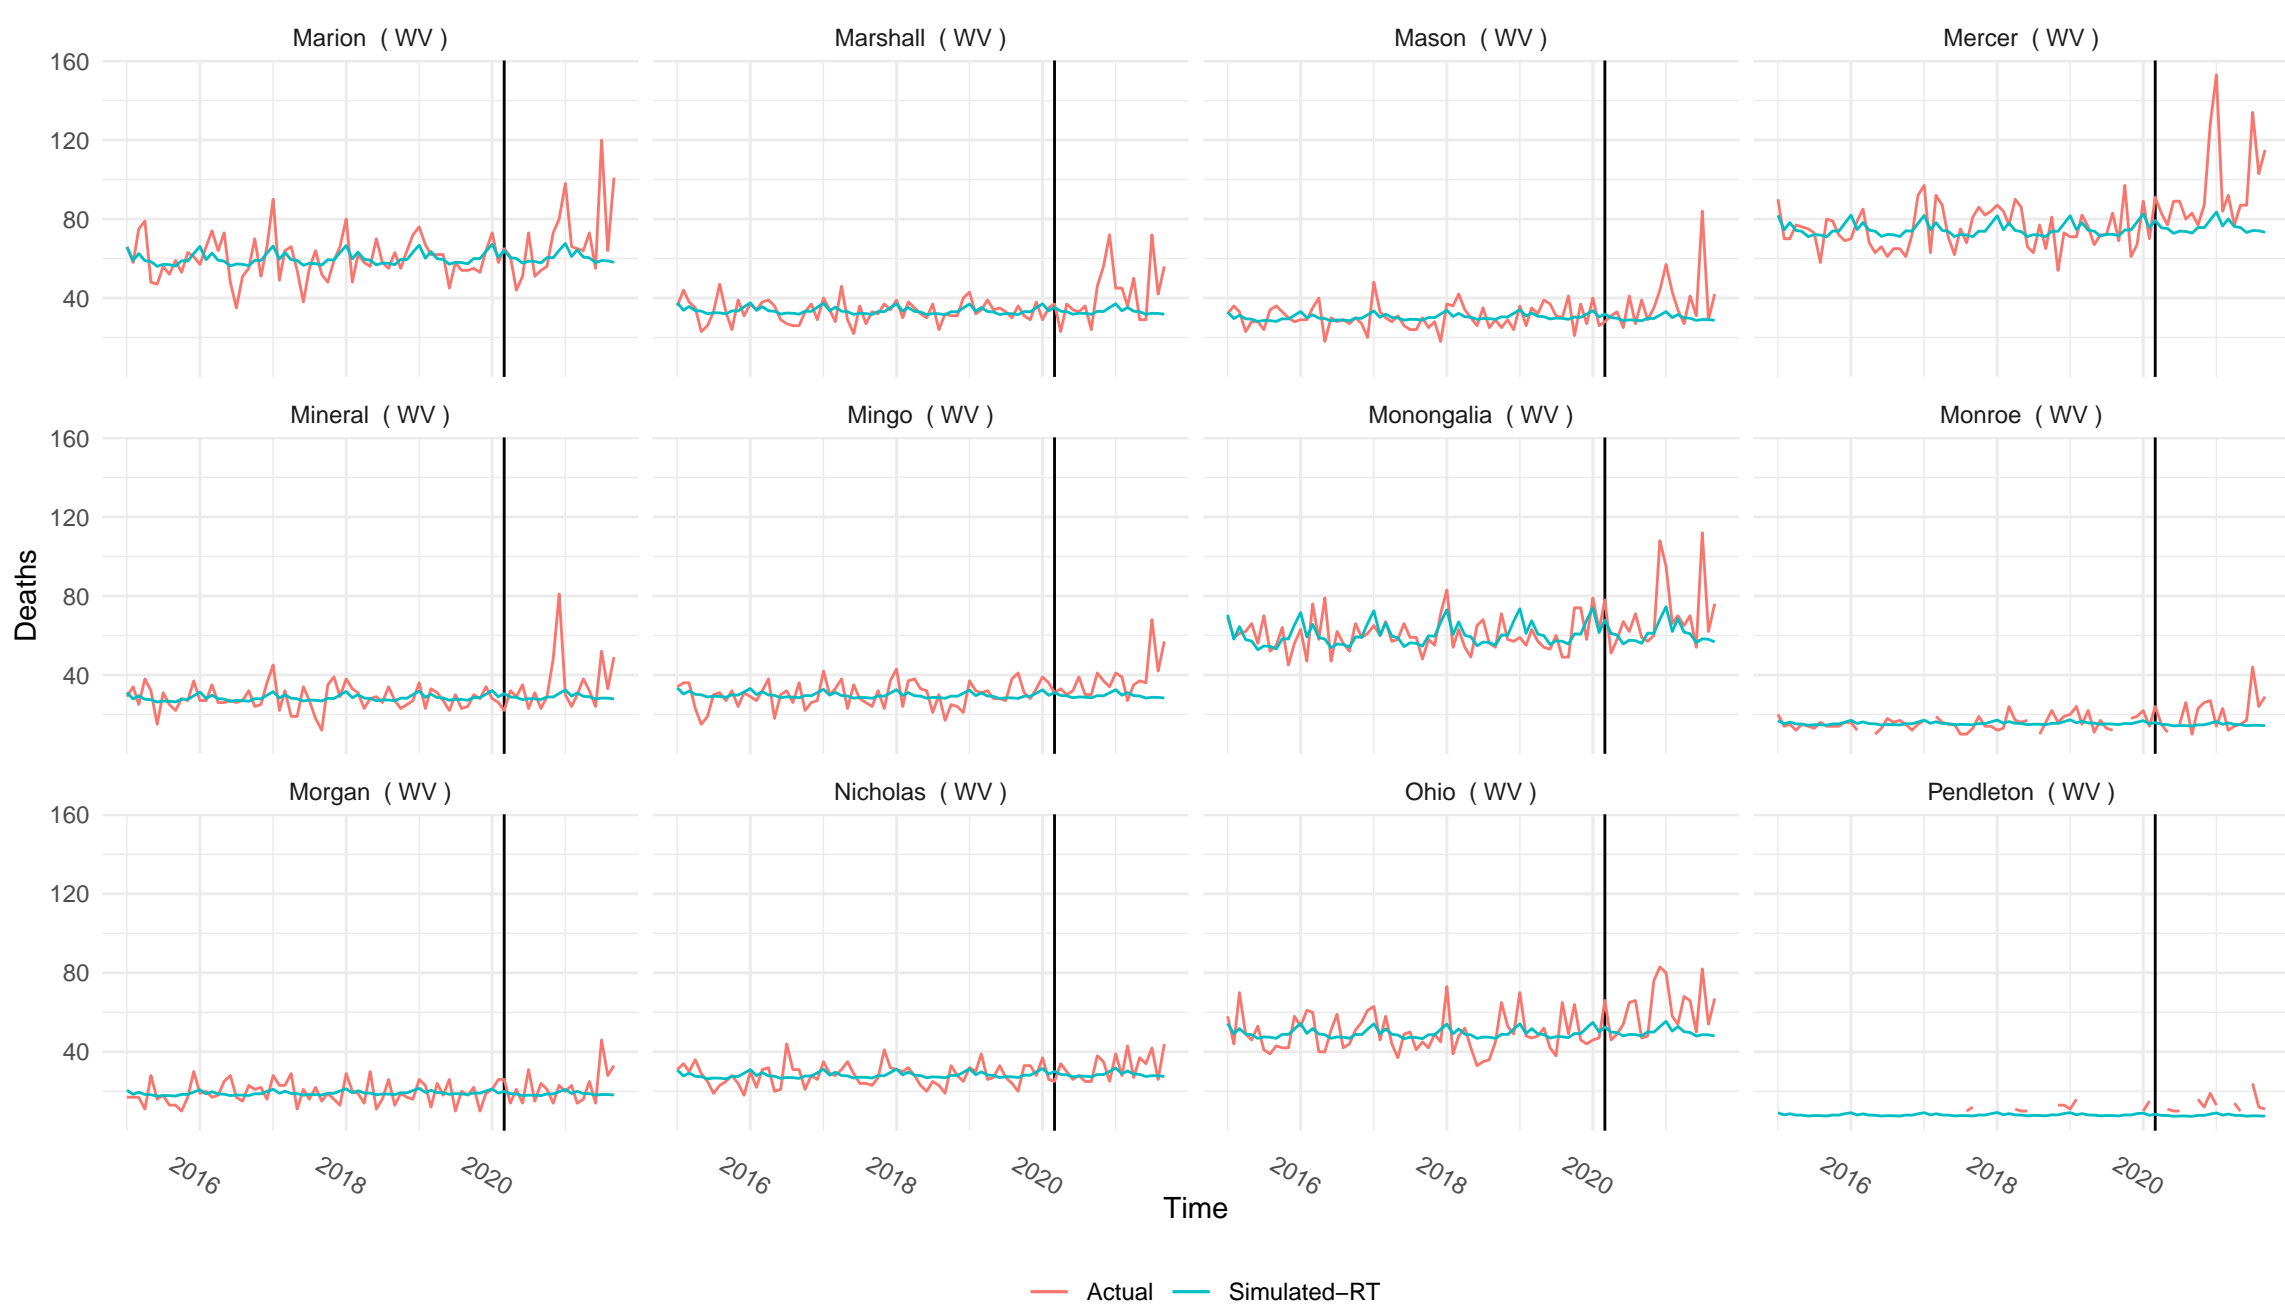 Marion ( WV )
Marshall ( WV )
Mason ( WV )
Mercer ( WV )
160
120
80
40
Mineral ( WV )
Mingo ( WV )
Monongalia ( WV )
Monroe ( WV )
160
120
80
40
Morgan ( WV )
Nicholas ( WV )
Ohio ( WV )
Pendleton ( WV )
160
120
80
40
Deaths
2016 2018 2020
2016 2018 2020
2016 2018 2020
2016 2018 2020
Time
Actual
Simulated−RT